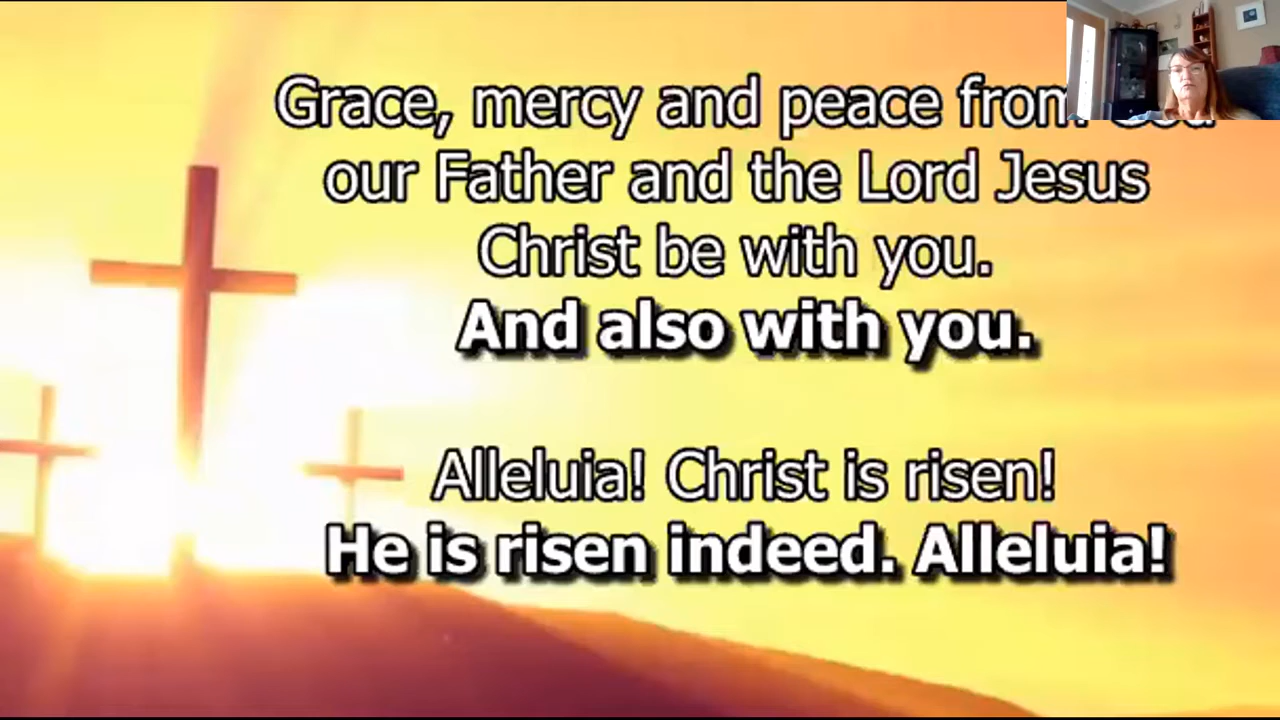 Grace, mercy and peace from God
our Father and the Lord Jesus
Christ be with you.
And also with you.
Alleluia! Christ is risen!
He is risen indeed. Alleluia!